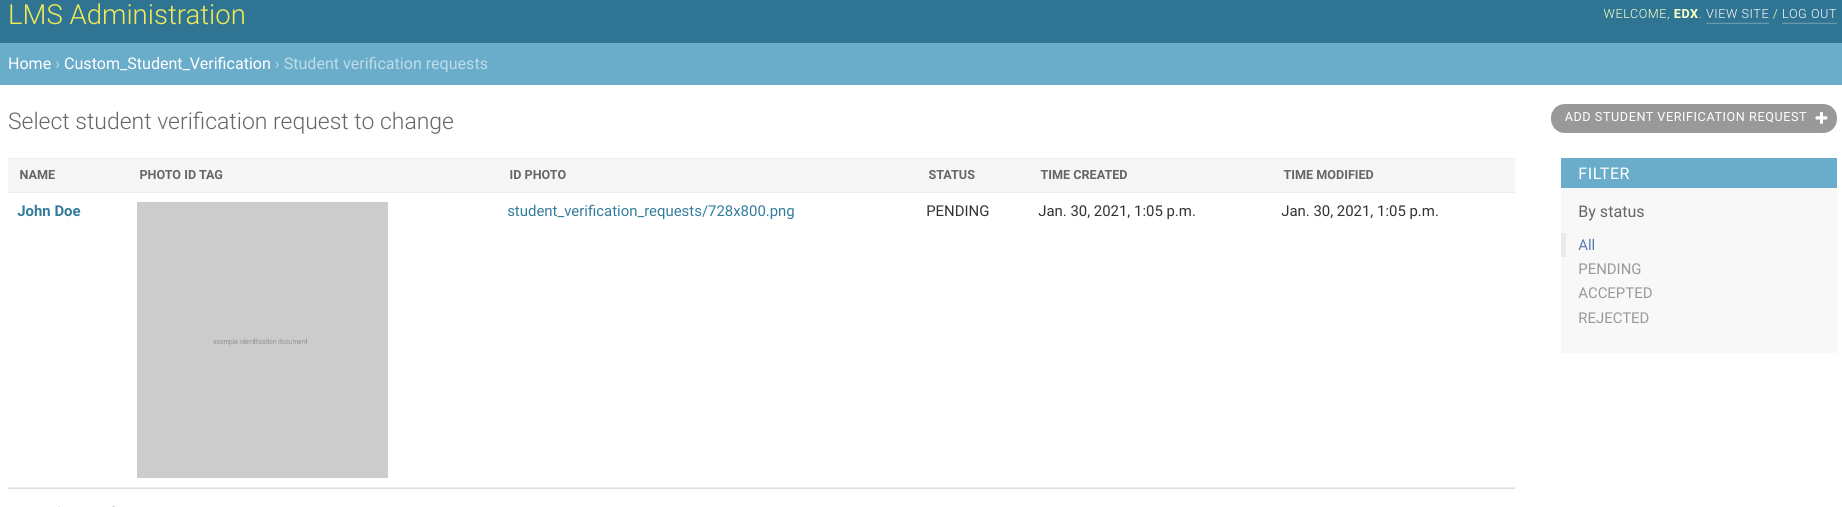 LMS Administration
WELCOME, EDX. VIEW SITE / LOG OUT
Home › Custom_Student_Verification › Student verification requests
Select student verification request to change
ADD STUDENT VERIFICATION REQUEST +
NAME PHOTO ID TAG ID PHOTO STATUS TIME CREATED TIME MODIFIED
John Doe student_verification_requests/728x800.png PENDING Jan. 30, 2021, 1:05 p.m. Jan. 30, 2021, 1:05 p.m.
example identification document
FILTER
By status
All
PENDING
ACCEPTED
REJECTED